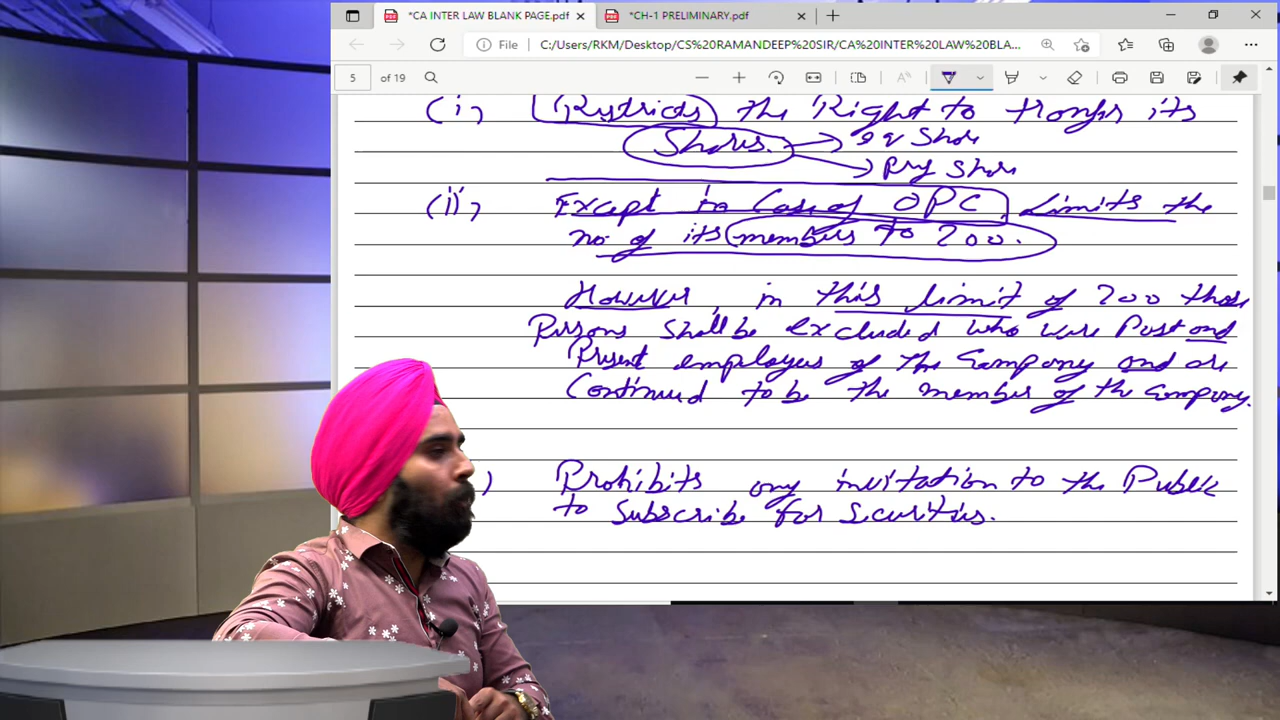 *CA INTER LAW BLANK PAGE.pdf
*CH-1 PRELIMINARY.pdf
File C:/Users/RKM/Desktop/CS%20RAMANDEEP%20SIR/CA%20INTER%20LAW%20BLA...
5 of 19
(i) Restricts the Right to transfer its
Shares. → Eq Share
→ Pref Share
(ii) Except in Case of OPC, Limits the
no. of its members to 200.
However, in this limit of 200 those
Persons shall be excluded who were Past and
Present employees of the Company and are
Continued to be the member of the Company.
) Prohibits any invitation to the Public
to Subscribe for Securities.